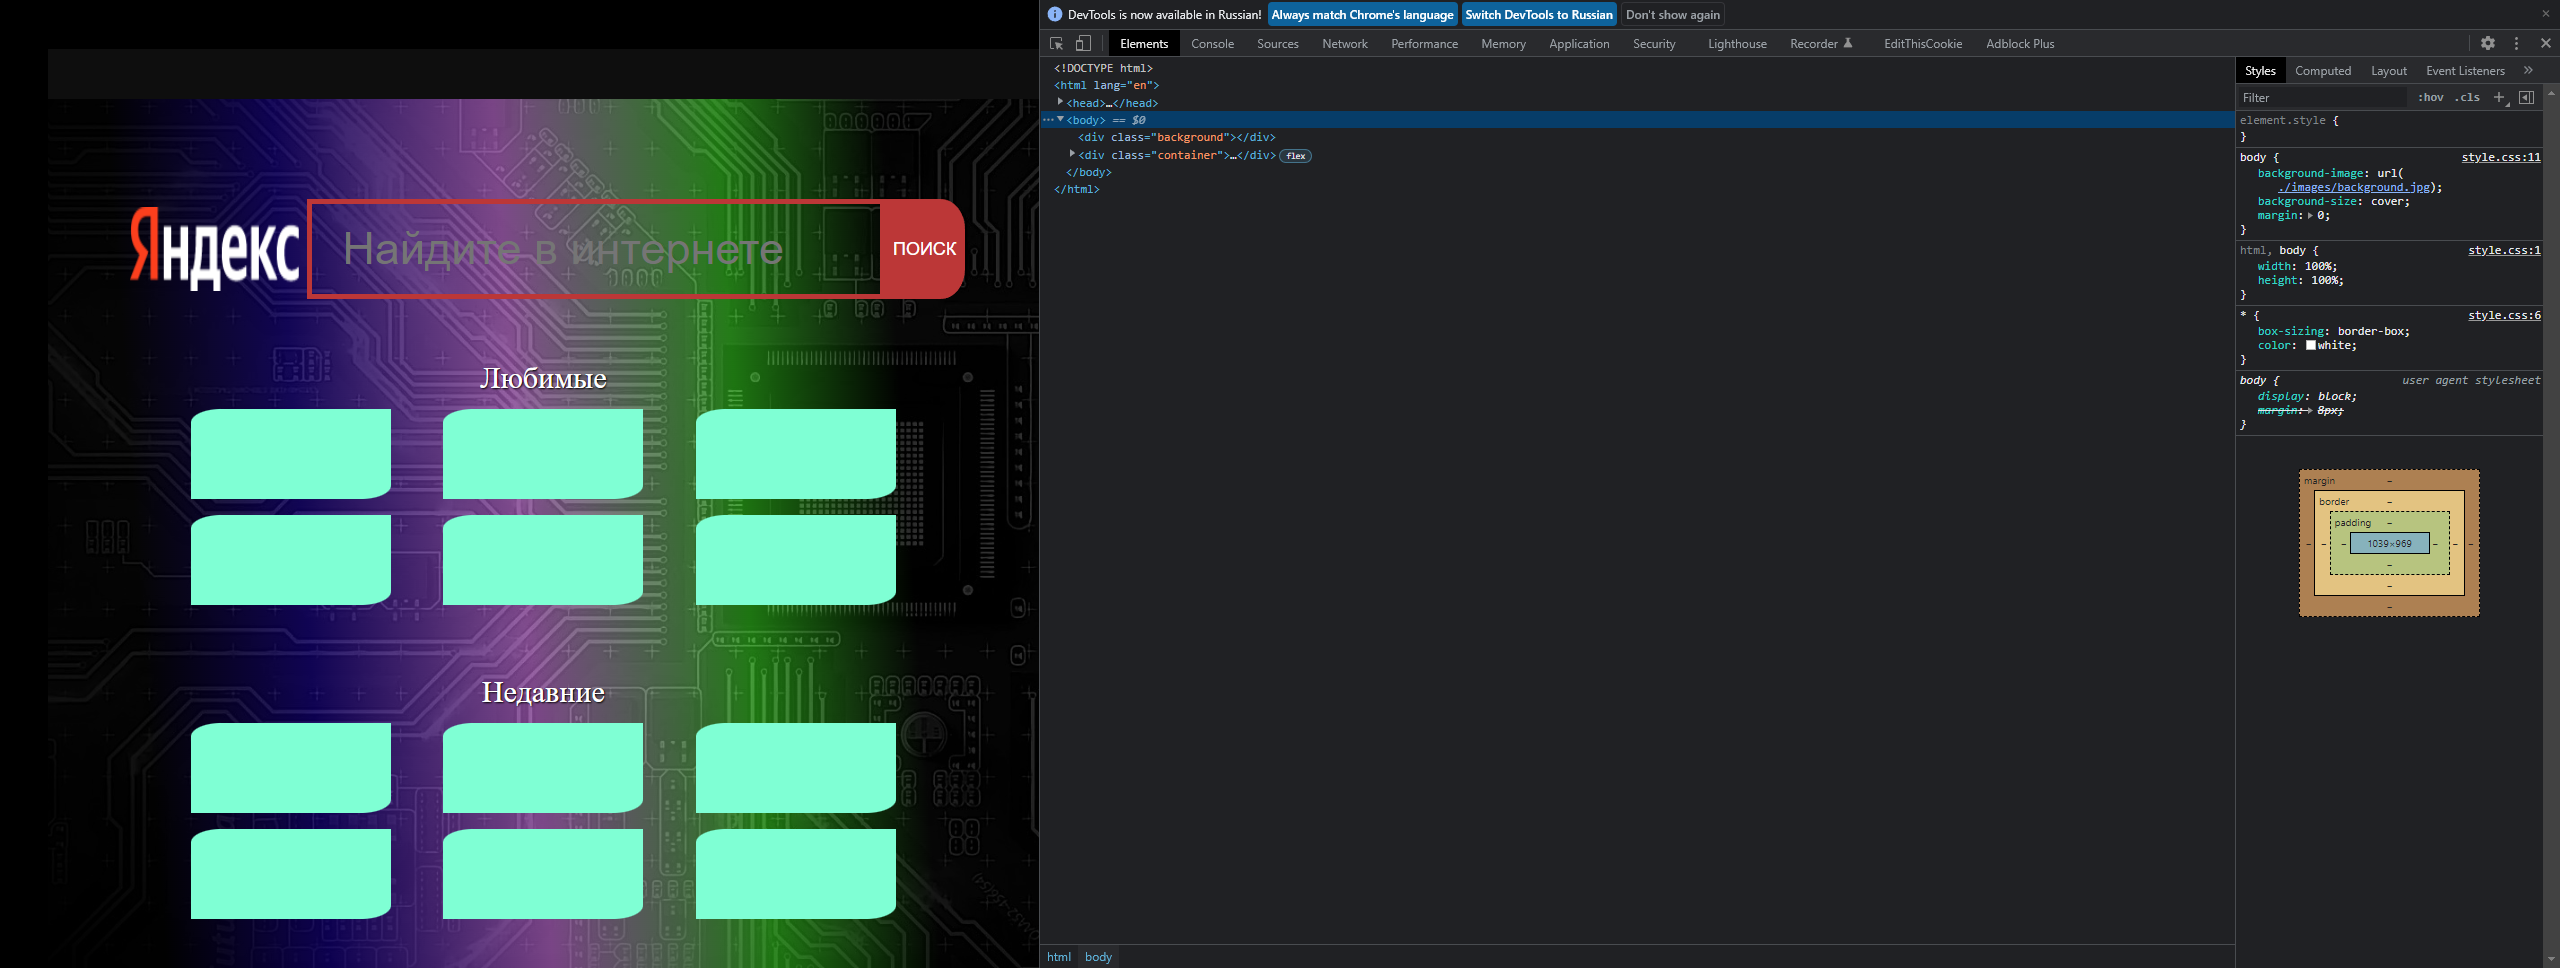 DevTools is now available in Russian! Always match Chrome's language Switch DevTools to Russian Don't show again
Elements Console Sources Network Performance Memory Application Security Lighthouse Recorder EditThisCookie Adblock Plus
<!DOCTYPE html>
<html lang="en">
<head>…</head>
<body> == $0
<div class="background"></div>
<div class="container">…</div> flex
</body>
</html>
html body
Styles Computed Layout Event Listeners
Filter :hov .cls
element.style {
}
body { style.css:11
background-image: url(
./images/background.jpg);
background-size: cover;
margin: 0;
}
html, body { style.css:1
width: 100%;
height: 100%;
}
* { style.css:6
box-sizing: border-box;
color: white;
}
body { user agent stylesheet
display: block;
margin: 8px;
}
margin –
border –
padding –
– – – 1039×969 – – –
–
–
–
Яндекс Найдите в интернете ПОИСК
Любимые
Недавние